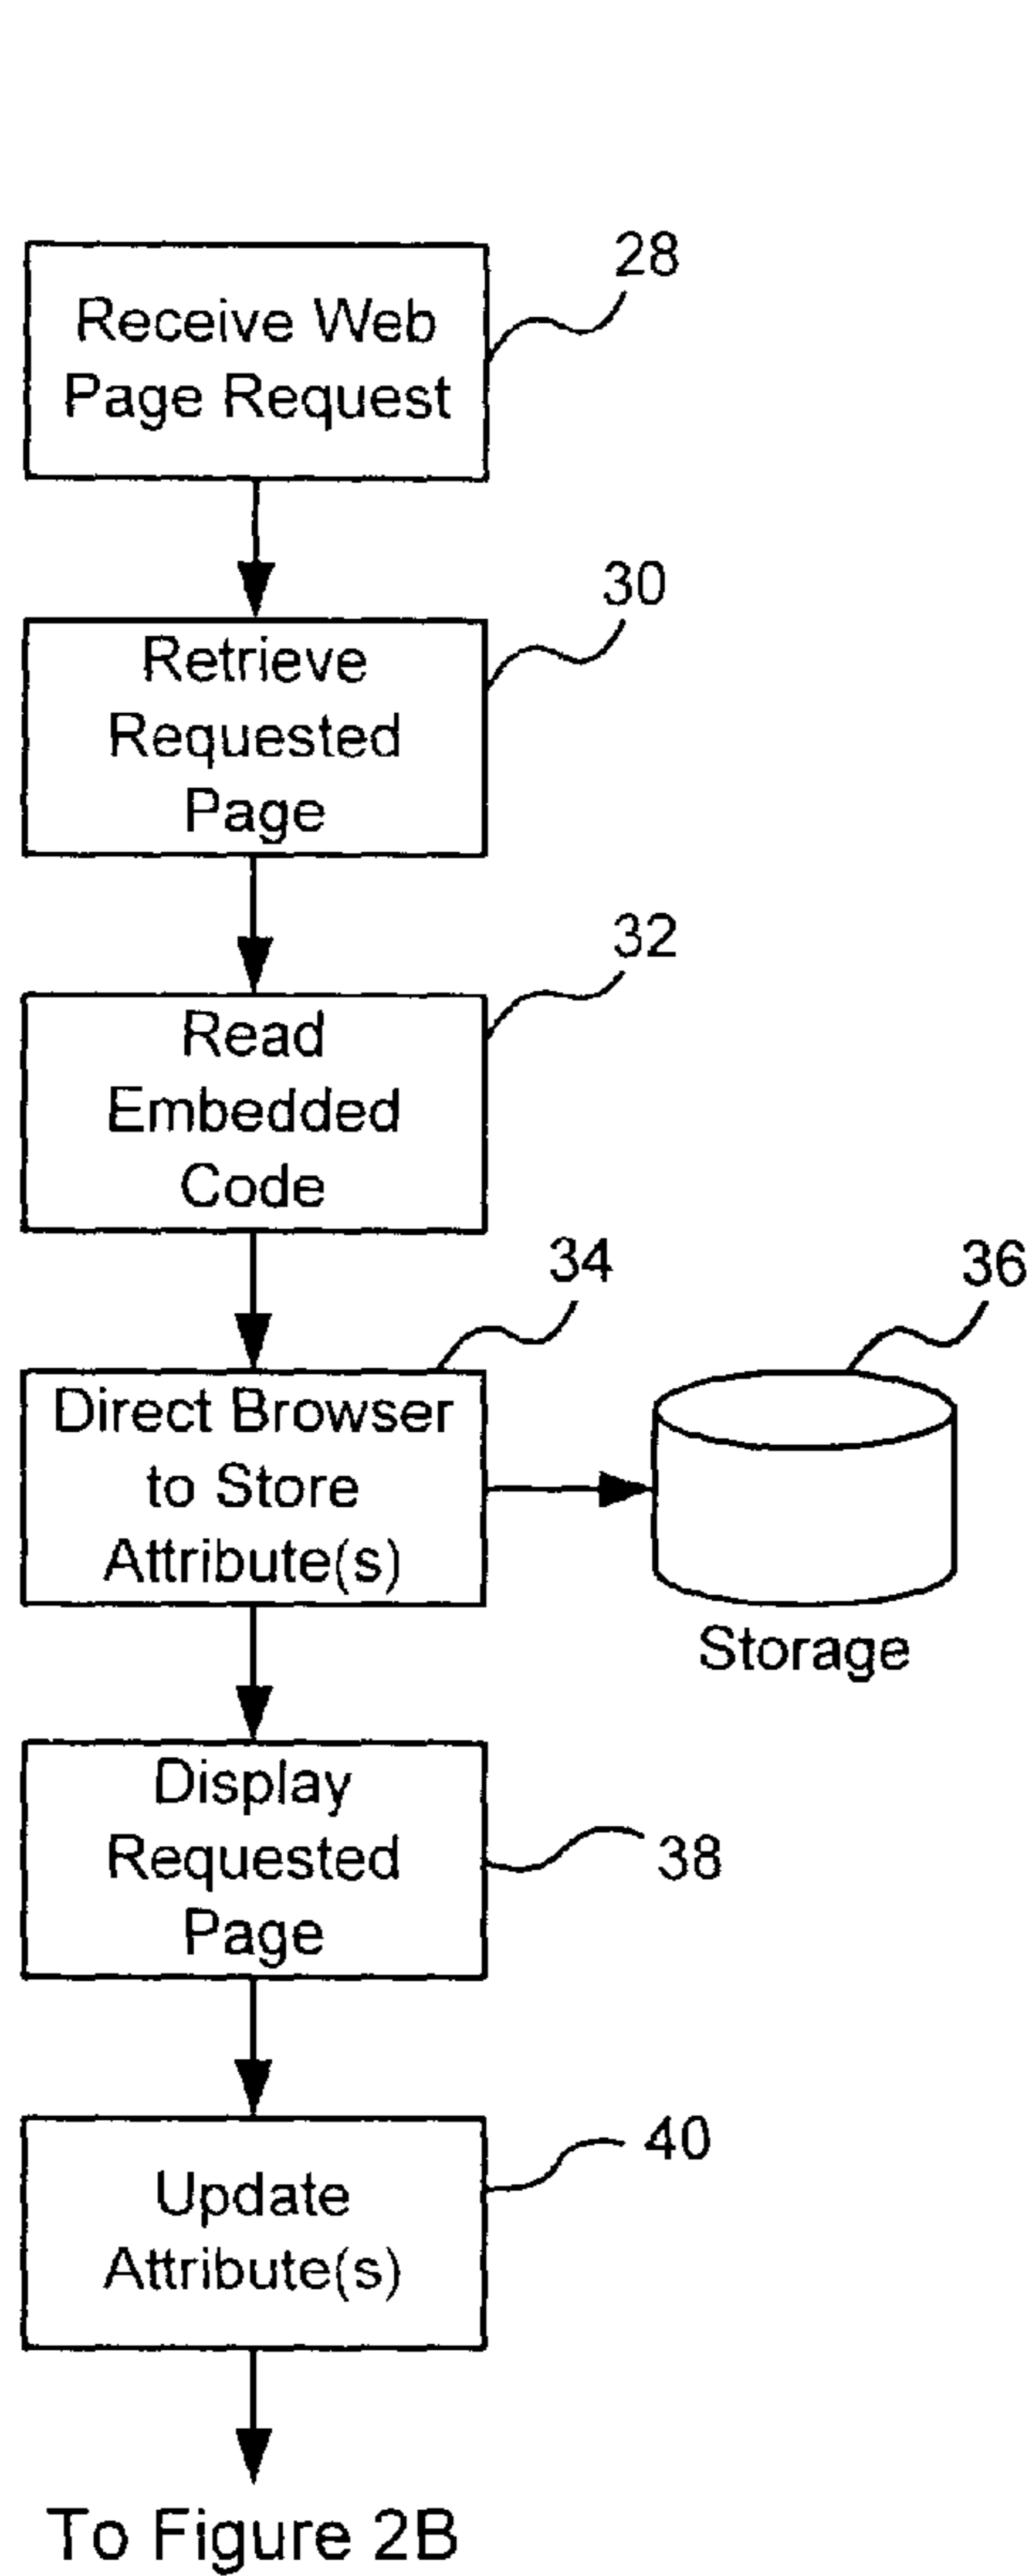 28
Receive Web
Page Request
30
Retrieve
Requested
Page
32
Read
Embedded
Code
34
36
Direct Browser
to Store
Attribute(s)
Storage
Display
Requested
Page
38
40
Update
Attribute(s)
To Figure 2B